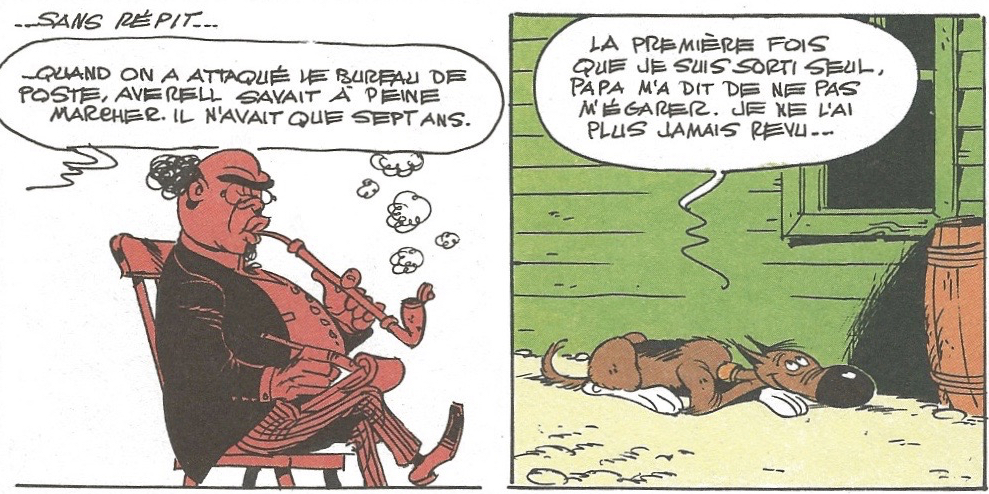 ...SANS RÉPIT...
...QUAND ON A ATTAQUÉ LE BUREAU DE
POSTE, AVERELL SAVAIT À PEINE
MARCHER. IL N'AVAIT QUE SEPT ANS.
LA PREMIÈRE FOIS
QUE JE SUIS SORTI SEUL,
PAPA M'A DIT DE NE PAS
M'ÉGARER. JE NE L'AI
PLUS JAMAIS REVU...